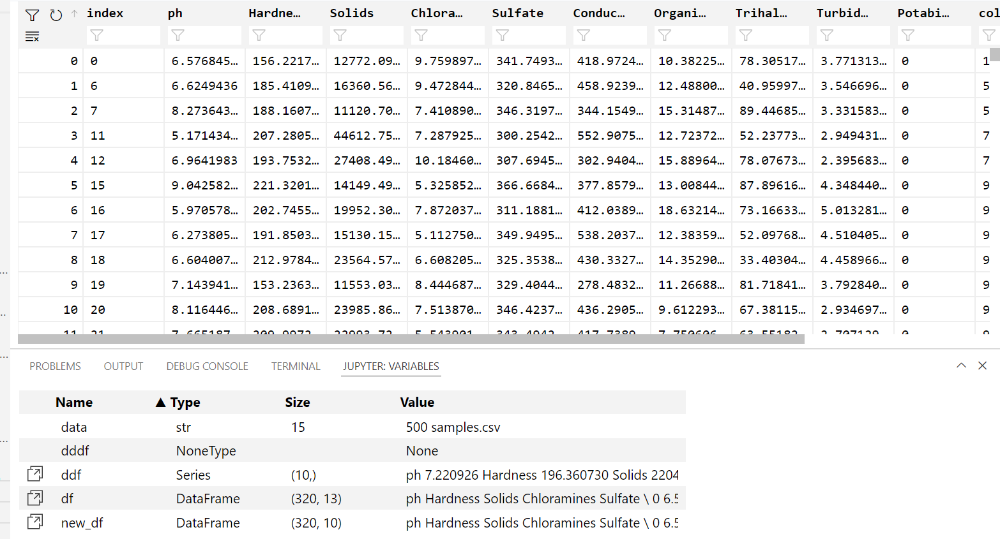 index ph Hardne... Solids Chlora... Sulfate Conduc... Organi... Trihal... Turbid... Potabi... col
0 0 6.576845... 156.2217... 12772.09... 9.759897... 341.7493... 418.9724... 10.38225... 78.30517... 3.771313... 0 1
1 6 6.6249436 185.4109... 16360.56... 9.472844... 320.8465... 458.9239... 12.48800... 40.95997... 3.546696... 0 5
2 7 8.273643... 188.1607... 11120.70... 7.410890... 346.3197... 344.1549... 15.31487... 89.44685... 3.331583... 0 5
3 11 5.171434... 207.2805... 44612.75... 7.287925... 300.2542... 552.9075... 12.72372... 52.23773... 2.949431... 0 7
4 12 6.9641983 193.7532... 27408.49... 10.18460... 307.6945... 302.9404... 15.88964... 78.07673... 2.395683... 0 7
5 15 9.042582... 221.3201... 14149.49... 5.325852... 366.6684... 377.8579... 13.00844... 87.89616... 4.348440... 0 9
6 16 5.970578... 202.7455... 19952.30... 7.872037... 311.1881... 412.0389... 18.63214... 73.16633... 5.013281... 0 9
7 17 6.273805... 191.8503... 15130.15... 5.112750... 349.9495... 538.2037... 12.38359... 52.09768... 4.510405... 0 9
8 18 6.604007... 212.9784... 23564.57... 6.608205... 325.3538... 430.3327... 14.35290... 33.40304... 4.458966... 0 9
9 19 7.143941... 153.2363... 11553.03... 8.444687... 329.4044... 278.4832... 11.26688... 81.71841... 3.792840... 0 9
10 20 8.116446... 208.6891... 23985.86... 7.513870... 346.4237... 436.2905... 9.612293... 67.38115... 2.934697... 0 9
PROBLEMS OUTPUT DEBUG CONSOLE TERMINAL JUPYTER: VARIABLES
Name ▲ Type Size Value
data str 15 500 samples.csv
dddf NoneType None
ddf Series (10,) ph 7.220926 Hardness 196.360730 Solids 2204
df DataFrame (320, 13) ph Hardness Solids Chloramines Sulfate \ 0 6.5
new_df DataFrame (320, 10) ph Hardness Solids Chloramines Sulfate \ 0 6.5